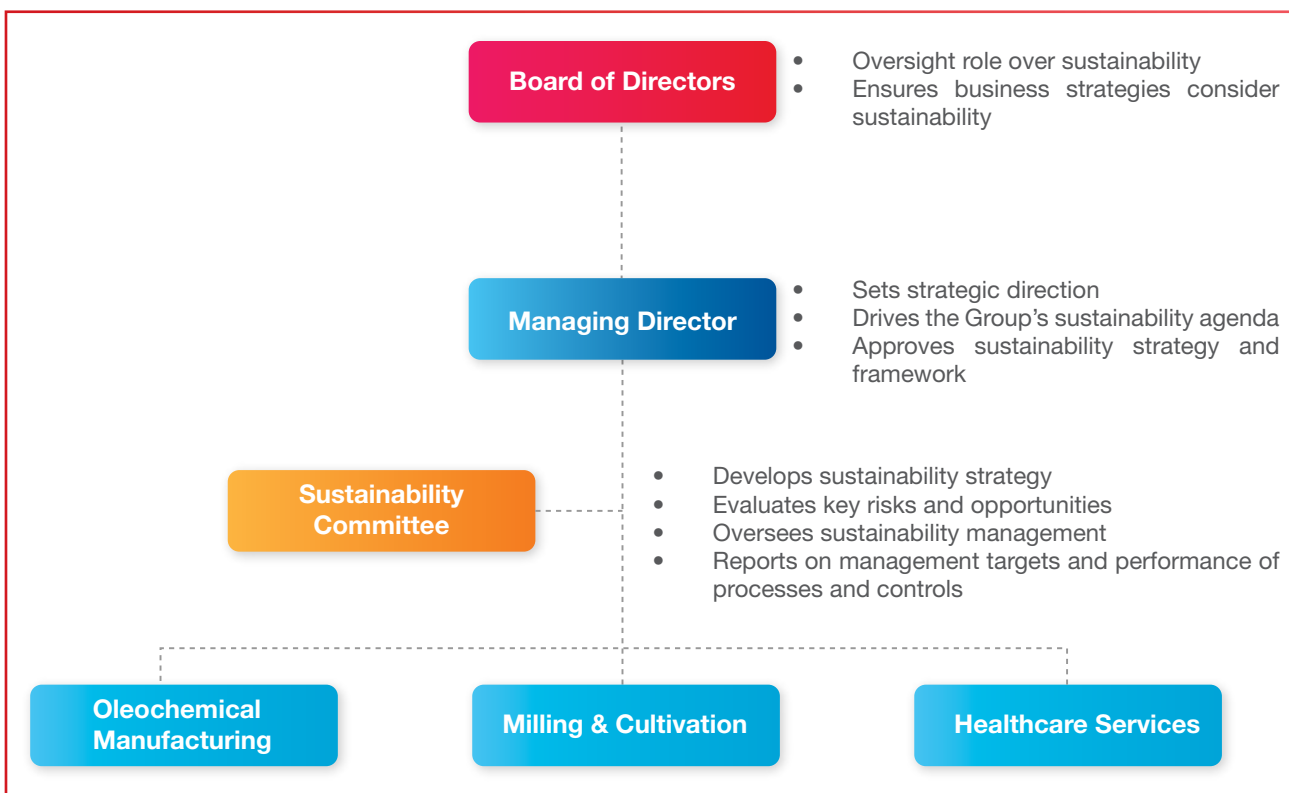 Board of Directors
• Oversight role over sustainability
• Ensures business strategies consider
sustainability
Managing Director
• Sets strategic direction
• Drives the Group’s sustainability agenda
• Approves sustainability strategy and
framework
Sustainability
Committee
• Develops sustainability strategy
• Evaluates key risks and opportunities
• Oversees sustainability management
• Reports on management targets and performance of
processes and controls
Oleochemical
Manufacturing
Milling & Cultivation
Healthcare Services